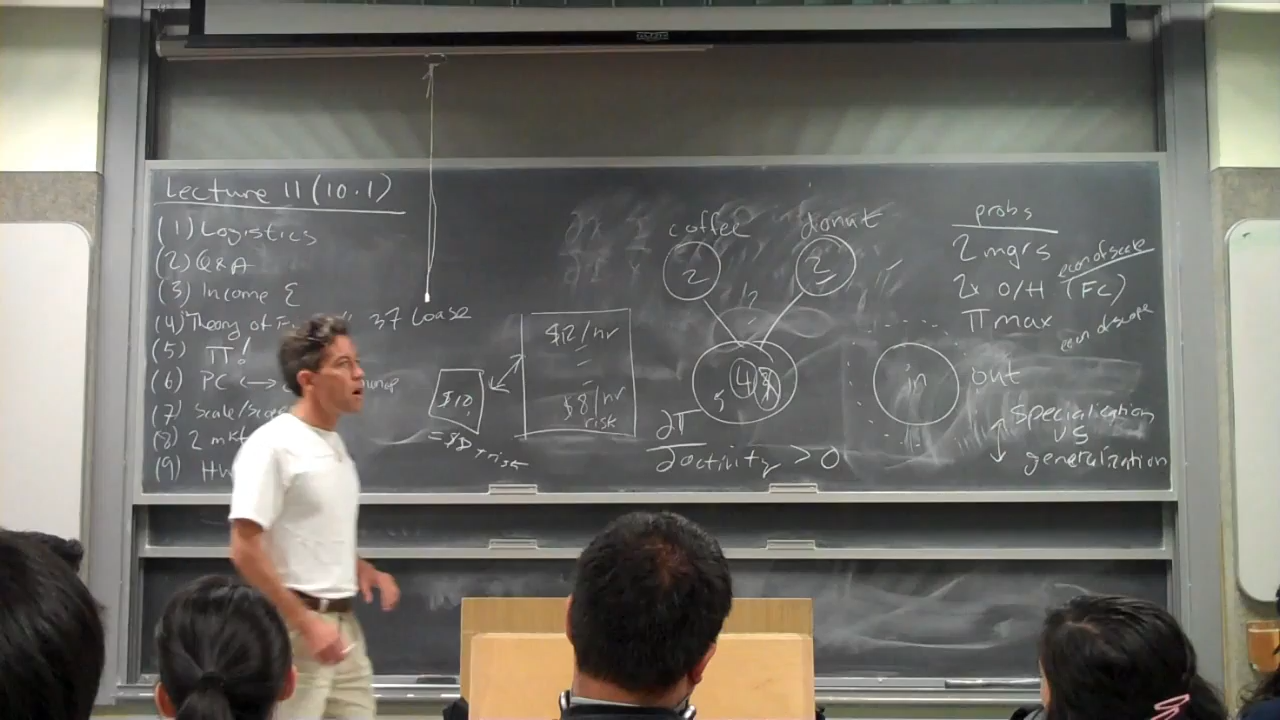 Lecture 11 (10.1)
(1) Logistics
(2) Q&A
(3) Income Σ
(4) Theory of 37 Coase
(5) π!
(6) PC ↔
(7) Scale/
(8) 2 mkt
(9) HW
$10
= $8 + risk
$12/hr
$8/hr
risk
coffee
donut
2
2
4
∂π
∂activity > 0
in
out
probs
2 mgrs
2x O/H (FC)
econ of scale
π max
econ of scope
specialization
vs
generalization